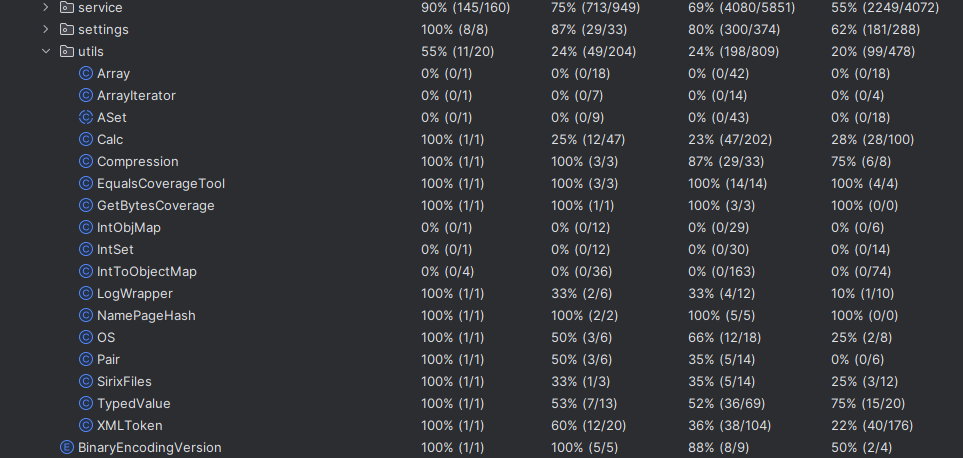 service 90% (145/160) 75% (713/949) 69% (4080/5851) 55% (2249/4072)
settings 100% (8/8) 87% (29/33) 80% (300/374) 62% (181/288)
utils 55% (11/20) 24% (49/204) 24% (198/809) 20% (99/478)
C Array 0% (0/1) 0% (0/18) 0% (0/42) 0% (0/18)
C ArrayIterator 0% (0/1) 0% (0/7) 0% (0/14) 0% (0/4)
C ASet 0% (0/1) 0% (0/9) 0% (0/43) 0% (0/18)
C Calc 100% (1/1) 25% (12/47) 23% (47/202) 28% (28/100)
C Compression 100% (1/1) 100% (3/3) 87% (29/33) 75% (6/8)
C EqualsCoverageTool 100% (1/1) 100% (3/3) 100% (14/14) 100% (4/4)
C GetBytesCoverage 100% (1/1) 100% (1/1) 100% (3/3) 100% (0/0)
C IntObjMap 0% (0/1) 0% (0/12) 0% (0/29) 0% (0/6)
C IntSet 0% (0/1) 0% (0/12) 0% (0/30) 0% (0/14)
C IntToObjectMap 0% (0/4) 0% (0/36) 0% (0/163) 0% (0/74)
C LogWrapper 100% (1/1) 33% (2/6) 33% (4/12) 10% (1/10)
C NamePageHash 100% (1/1) 100% (2/2) 100% (5/5) 100% (0/0)
C OS 100% (1/1) 50% (3/6) 66% (12/18) 25% (2/8)
C Pair 100% (1/1) 50% (3/6) 35% (5/14) 0% (0/6)
C SirixFiles 100% (1/1) 33% (1/3) 35% (5/14) 25% (3/12)
C TypedValue 100% (1/1) 53% (7/13) 52% (36/69) 75% (15/20)
C XMLToken 100% (1/1) 60% (12/20) 36% (38/104) 22% (40/176)
E BinaryEncodingVersion 100% (1/1) 100% (5/5) 88% (8/9) 50% (2/4)